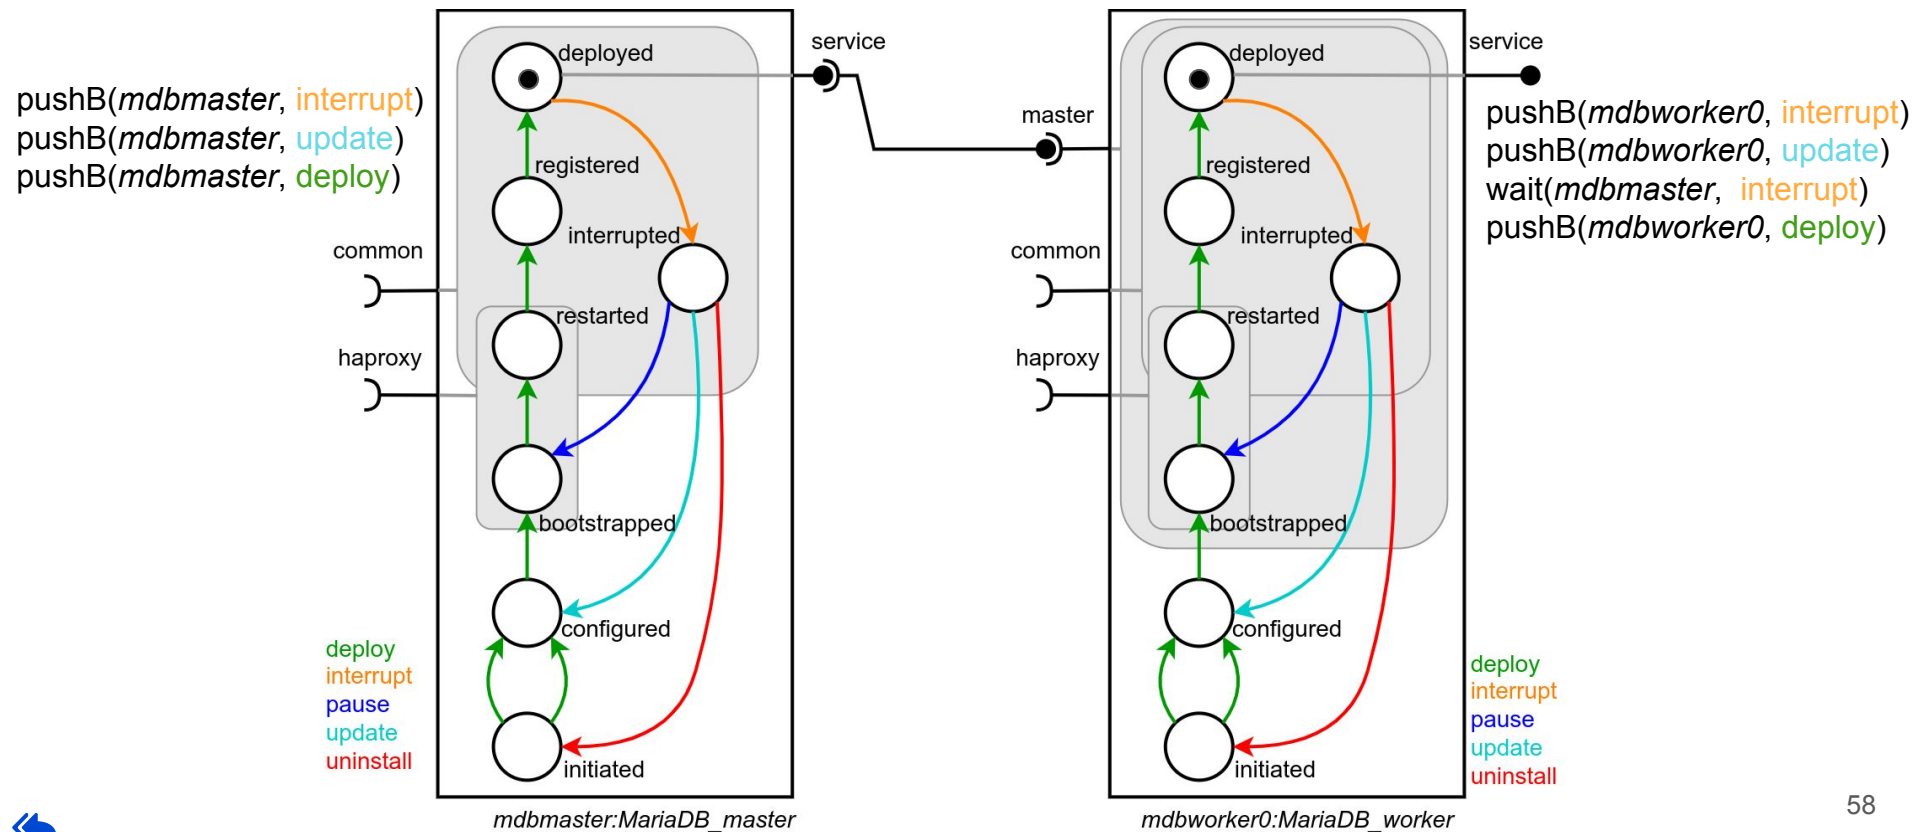 pushB(mdbmaster, interrupt)
pushB(mdbmaster, update)
pushB(mdbmaster, deploy)
deployed
registered
interrupted
restarted
bootstrapped
configured
initiated
service
common
haproxy
deploy
interrupt
pause
update
uninstall
mdbmaster:MariaDB_master
master
deployed
registered
interrupted
restarted
bootstrapped
configured
initiated
service
common
haproxy
pushB(mdbworker0, interrupt)
pushB(mdbworker0, update)
wait(mdbmaster, interrupt)
pushB(mdbworker0, deploy)
deploy
interrupt
pause
update
uninstall
mdbworker0:MariaDB_worker
58